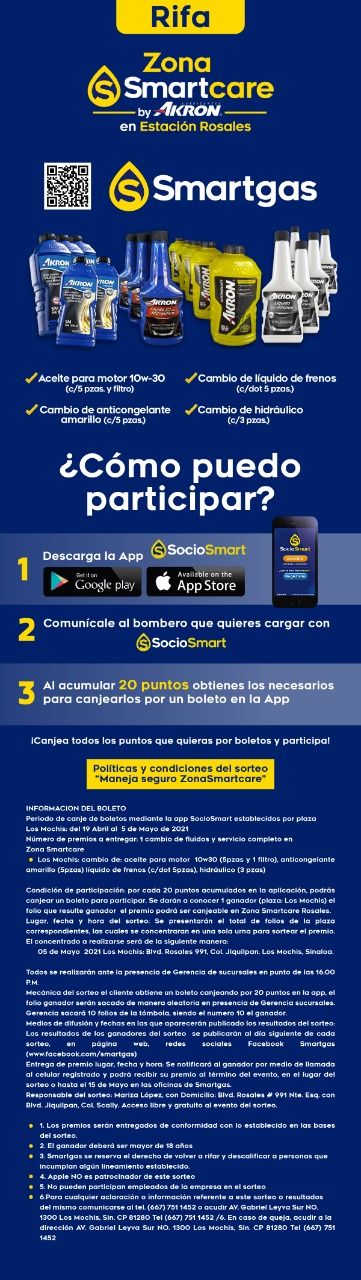 Rifa
Zona
Smartcare
by AKRON
en Estación Rosales
Smartgas
Aceite para motor 10w-30
(c/5 pzas. y filtro)
Cambio de líquido de frenos
(c/dot 5 pzas.)
Cambio de anticongelante
amarillo (c/5 pzas.)
Cambio de hidráulico
(c/3 pzas.)
¿Cómo puedo
participar?
1 Descarga la App SocioSmart
Get it on
Google play
Available on the
App Store
SocioSmart
2 Comunícale al bombero que quieres cargar con
SocioSmart
3 Al acumular 20 puntos obtienes los necesarios
para canjearlos por un boleto en la App
¡Canjea todos los puntos que quieras por boletos y participa!
Políticas y condiciones del sorteo
"Maneja seguro ZonaSmartcare"
INFORMACION DEL BOLETO
Periodo de canje de boletos mediante la app SocioSmart establecidos por plaza
Los Mochis: del 19 Abril al 5 de Mayo de 2021
Número de premios a entregar: 1 cambio de fluidos y servicio completo en
Zona Smartcare
● Los Mochis: cambio de: aceite para motor 10w30 (5pzas y 1 filtro), anticongelante
amarillo (5pzas) líquido de frenos (c/dot 5pzas), hidráulico (3 pzas)
Condición de participación: por cada 20 puntos acumulados en la aplicación, podrás
canjear un boleto para participar. Se darán a conocer 1 ganador (plaza: Los Mochis) el
folio que resulte ganador el premio podrá ser canjeable en Zona Smartcare Rosales.
Lugar, fecha y hora del sorteo: Se presentarán el total de folios de la plaza
correspondientes, las cuales se concentraran en una sola urna para sortear el premio.
El concentrado a realizarse será de la siguiente manera:
05 de Mayo 2021 Los Mochis: Blvd. Rosales 991, Col. Jiquilpan. Los Mochis, Sinaloa.
Todos se realizarán ante la presencia de Gerencia de sucursales en punto de las 16.00
P.M.
Mecánica del sorteo el cliente obtiene un boleto canjeando por 20 puntos en la app, el
folio ganador serán sacado de manera aleatoria en presencia de Gerencia sucursales.
Gerencia sacará 10 folios de la tómbola, siendo el numero 10 el ganador.
Medios de difusión y fechas en las que aparecerán publicado los resultados del sorteo:
Los resultados de los ganadores del sorteo se publicarán al día siguiente de cada
sorteo, en página web, redes sociales Facebook Smartgas
(www.facebook.com/smartgas)
Entrega de premio lugar, fecha y hora: Se notificará al ganador por medio de llamada
al celular registrado y podrá recibir su premio al término del evento, en el lugar del
sorteo o hasta el 15 de Mayo en las oficinas de Smartgas.
Responsable del sorteo: Mariza López, con Domicilio. Blvd. Rosales # 991 Nte. Esq. con
Blvd. Jiquilpan, Col. Scally. Acceso libre y gratuito al evento del sorteo.
● 1. Los premios serán entregados de conformidad con lo establecido en las bases
del sorteo.
● 2. El ganador deberá ser mayor de 18 años
● 3. Smartgas se reserva el derecho de volver a rifar y descalificar a personas que
incumplan algún lineamiento establecido.
● 4. Apple NO es patrocinador de este sorteo
● 5. No pueden participan empleados de la empresa en el sorteo
● 6.Para cualquier aclaración o información referente a este sorteo o resultados
del mismo comunicarse al tel. (667) 751 1452 o acudir AV. Gabriel Leyva Sur NO.
1300 Los Mochis, Sin. CP 81280 Tel (667) 751 1452 /6. En caso de queja, acudir a la
dirección AV. Gabriel Leyva Sur NO. 1300 Los Mochis, Sin. CP 81280 Tel (667) 751
1452